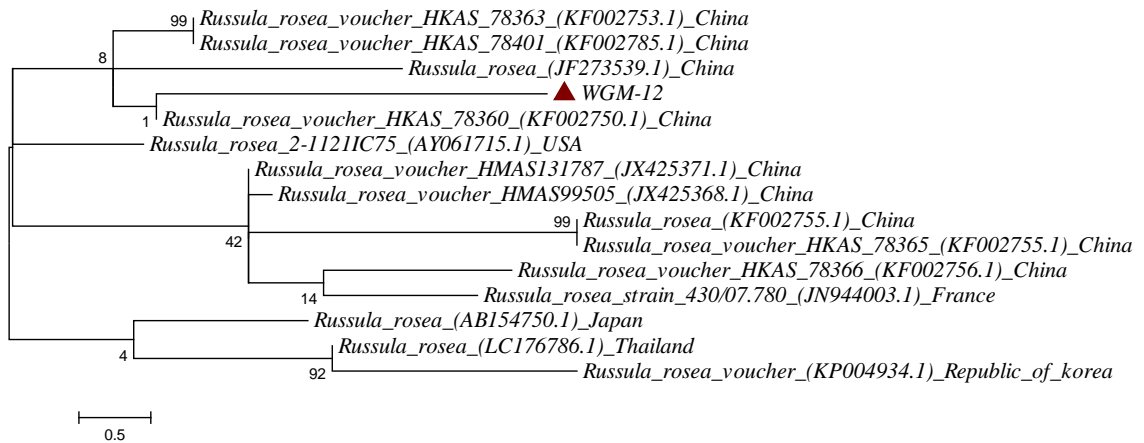 99 Russula_rosea_voucher_HKAS_78363_(KF002753.1)_China
Russula_rosea_voucher_HKAS_78401_(KF002785.1)_China
8
Russula_rosea_(JF273539.1)_China
WGM-12
1 Russula_rosea_voucher_HKAS_78360_(KF002750.1)_China
Russula_rosea_2-1121IC75_(AY061715.1)_USA
Russula_rosea_voucher_HMAS131787_(JX425371.1)_China
Russula_rosea_voucher_HMAS99505_(JX425368.1)_China
99 Russula_rosea_(KF002755.1)_China
42
Russula_rosea_voucher_HKAS_78365_(KF002755.1)_China
Russula_rosea_voucher_HKAS_78366_(KF002756.1)_China
14 Russula_rosea_strain_430/07.780_(JN944003.1)_France
Russula_rosea_(AB154750.1)_Japan
4 Russula_rosea_(LC176786.1)_Thailand
92 Russula_rosea_voucher_(KP004934.1)_Republic_of_korea
0.5